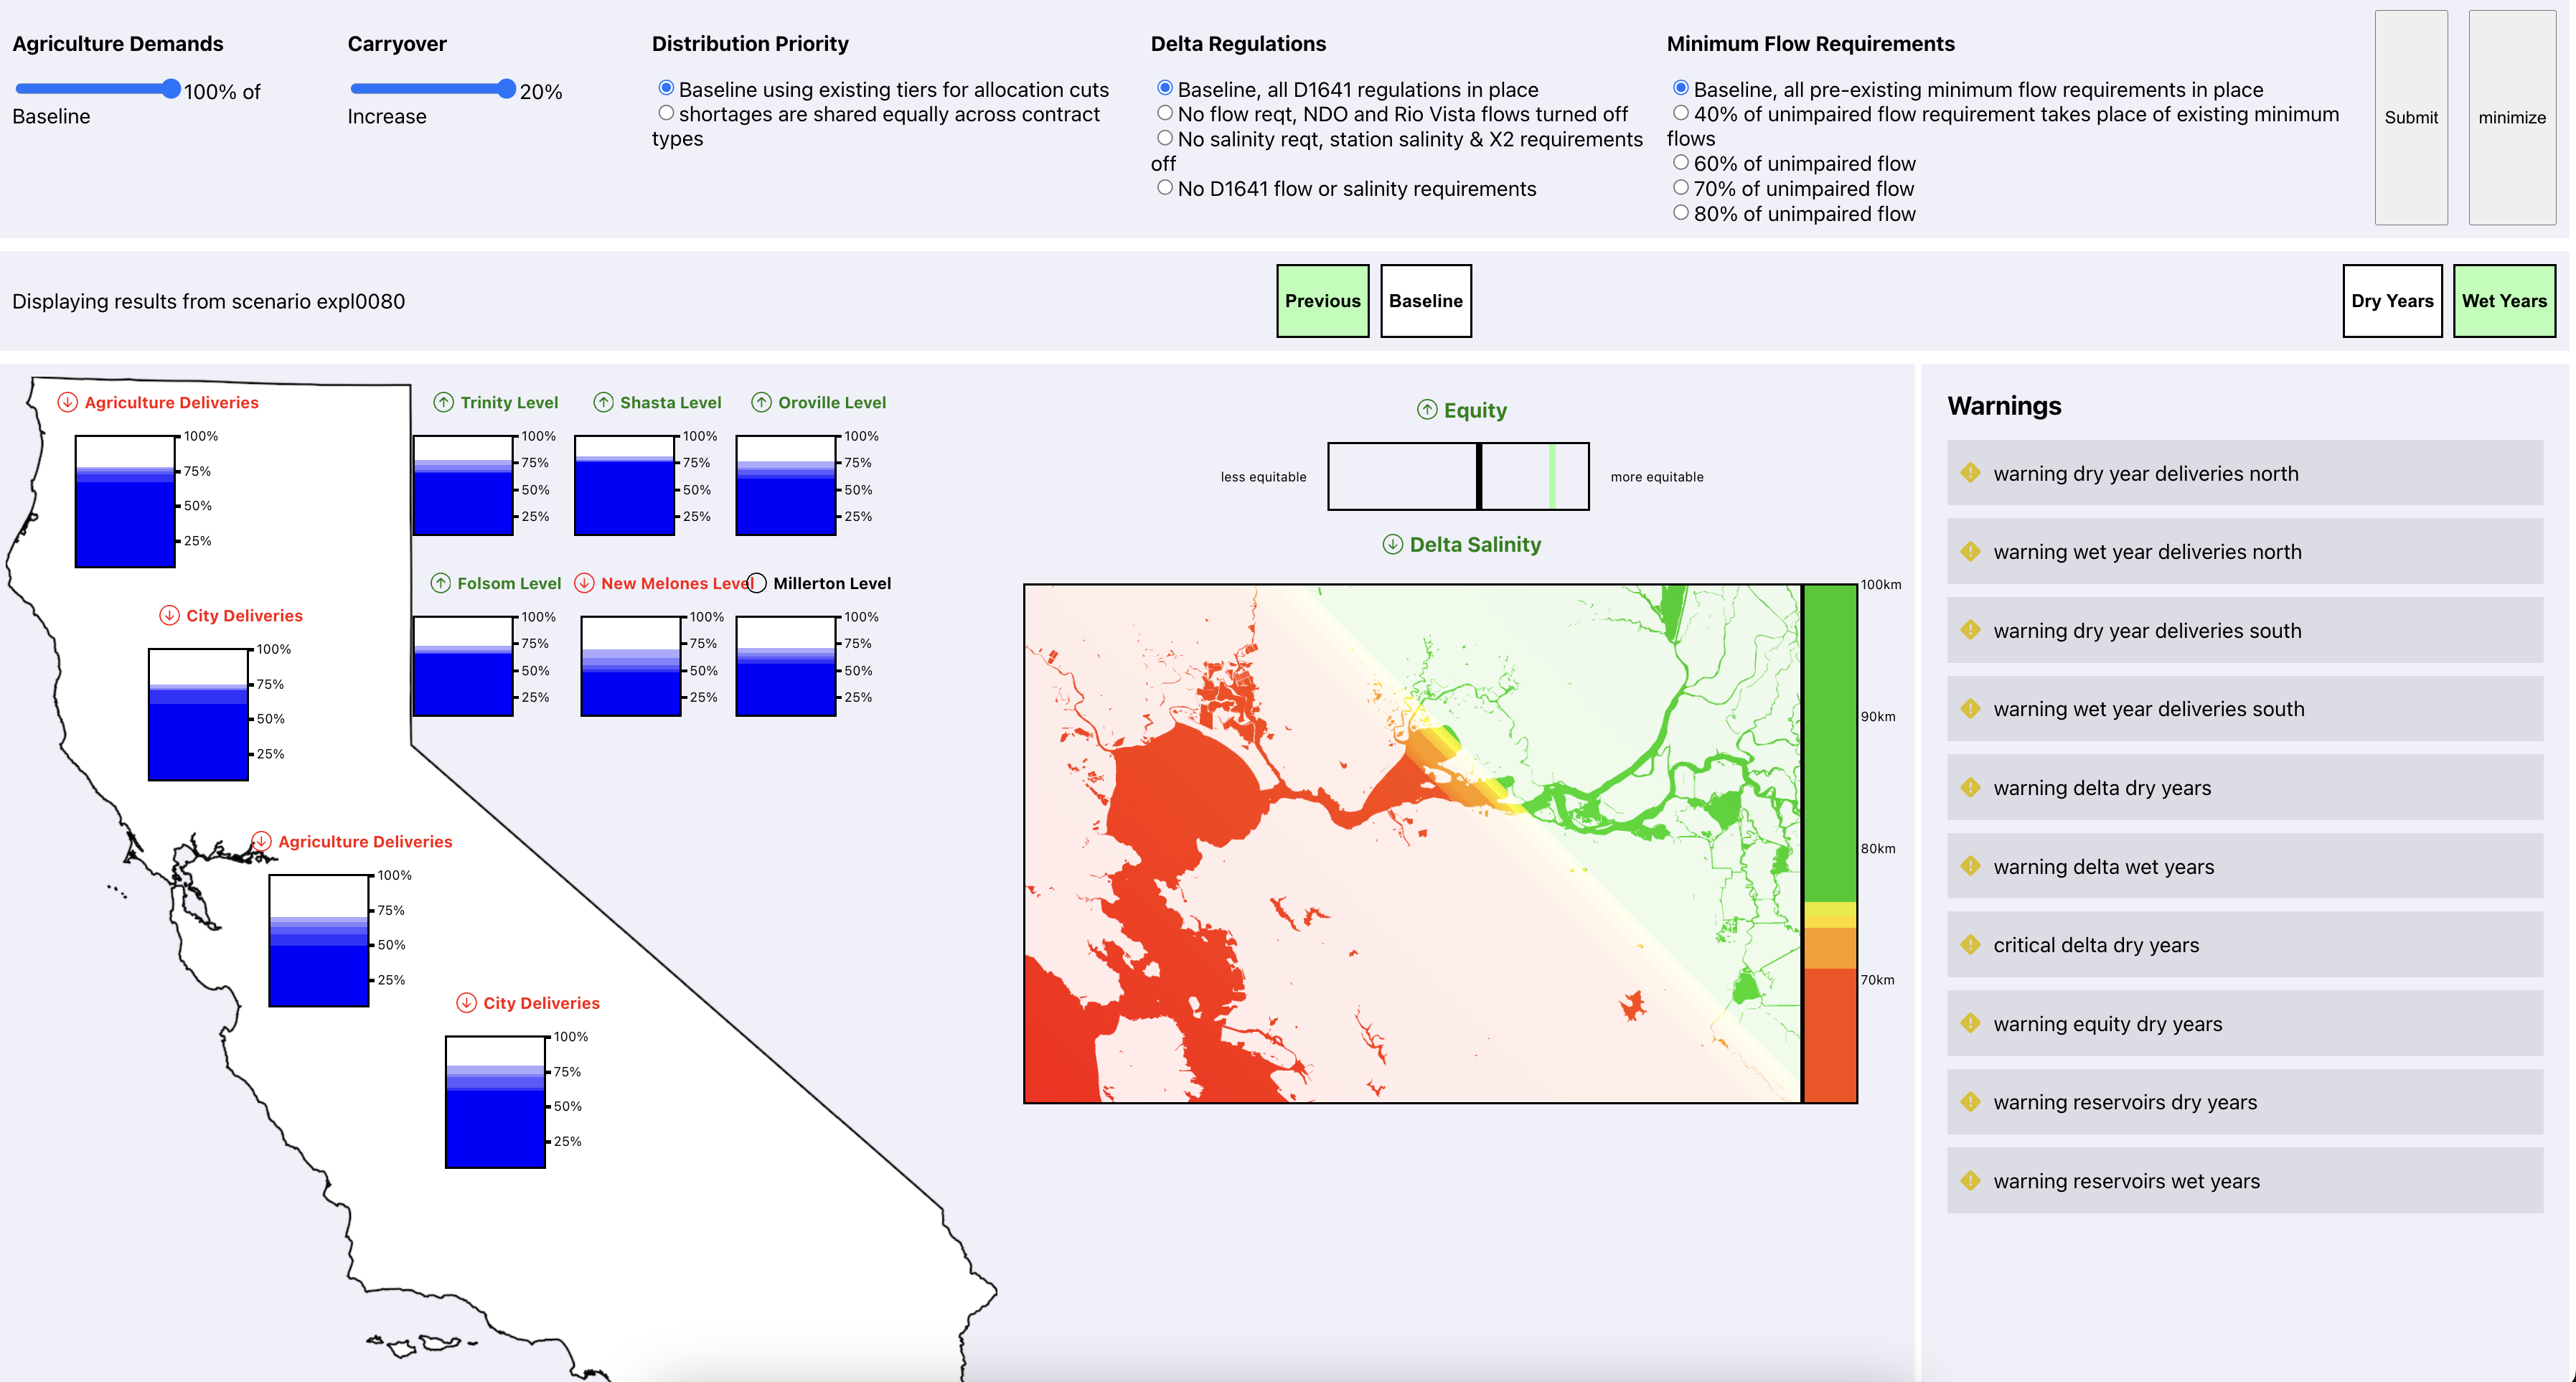 Agriculture Demands
100% of
Baseline
Carryover
20%
Increase
Distribution Priority
Baseline using existing tiers for allocation cuts
shortages are shared equally across contract
types
Delta Regulations
Baseline, all D1641 regulations in place
No flow reqt, NDO and Rio Vista flows turned off
No salinity reqt, station salinity & X2 requirements
off
No D1641 flow or salinity requirements
Minimum Flow Requirements
Baseline, all pre-existing minimum flow requirements in place
40% of unimpaired flow requirement takes place of existing minimum
flows
60% of unimpaired flow
70% of unimpaired flow
80% of unimpaired flow
Submit
minimize
Displaying results from scenario expl0080
Previous
Baseline
Dry Years
Wet Years
Agriculture Deliveries
100%
75%
50%
25%
Trinity Level
100%
75%
50%
25%
Shasta Level
100%
75%
50%
25%
Oroville Level
100%
75%
50%
25%
Folsom Level
100%
75%
50%
25%
New Melones Level
100%
75%
50%
25%
Millerton Level
100%
75%
50%
25%
City Deliveries
100%
75%
50%
25%
Agriculture Deliveries
100%
75%
50%
25%
City Deliveries
100%
75%
50%
25%
Equity
less equitable
more equitable
Delta Salinity
100km
90km
80km
70km
Warnings
warning dry year deliveries north
warning wet year deliveries north
warning dry year deliveries south
warning wet year deliveries south
warning delta dry years
warning delta wet years
critical delta dry years
warning equity dry years
warning reservoirs dry years
warning reservoirs wet years